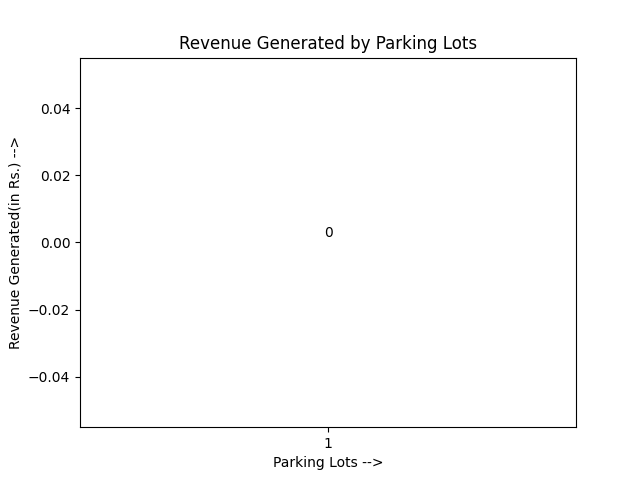 Revenue Generated by Parking Lots
Revenue Generated(in Rs.) -->
0.04
0.02
0.00
−0.02
−0.04
0
1
Parking Lots -->